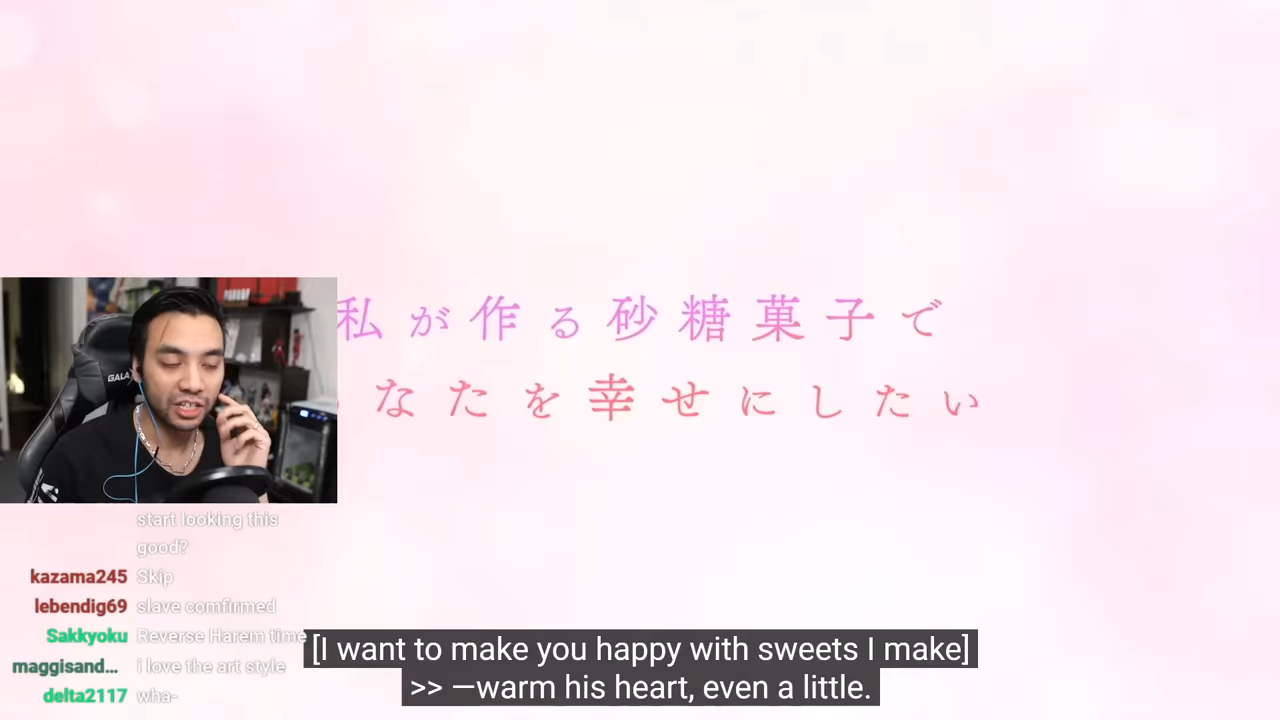 私が作る砂糖菓子で
なたを幸せにしたい
GALA
start looking this
good?
kazama245 Skip
lebendig69 slave comfirmed
Sakkyoku Reverse Harem time
maggisand... i love the art style
delta2117 wha-
[I want to make you happy with sweets I make]
>> —warm his heart, even a little.